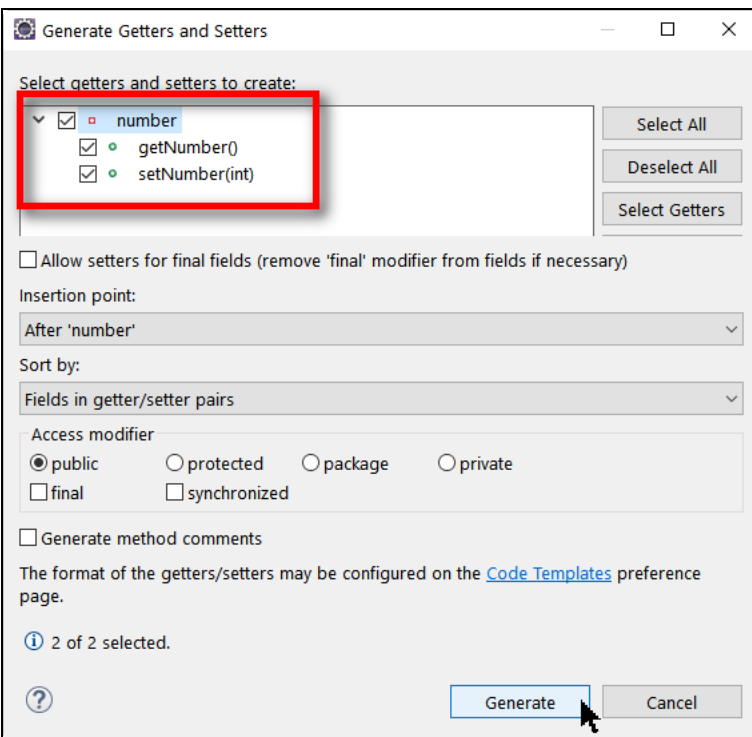 Generate Getters and Setters
Select getters and setters to create:
number
getNumber()
setNumber(int)
Select All
Deselect All
Select Getters
Allow setters for final fields (remove 'final' modifier from fields if necessary)
Insertion point:
After 'number'
Sort by:
Fields in getter/setter pairs
Access modifier
public protected package private
final synchronized
Generate method comments
The format of the getters/setters may be configured on the Code Templates preference
page.
2 of 2 selected.
Generate Cancel